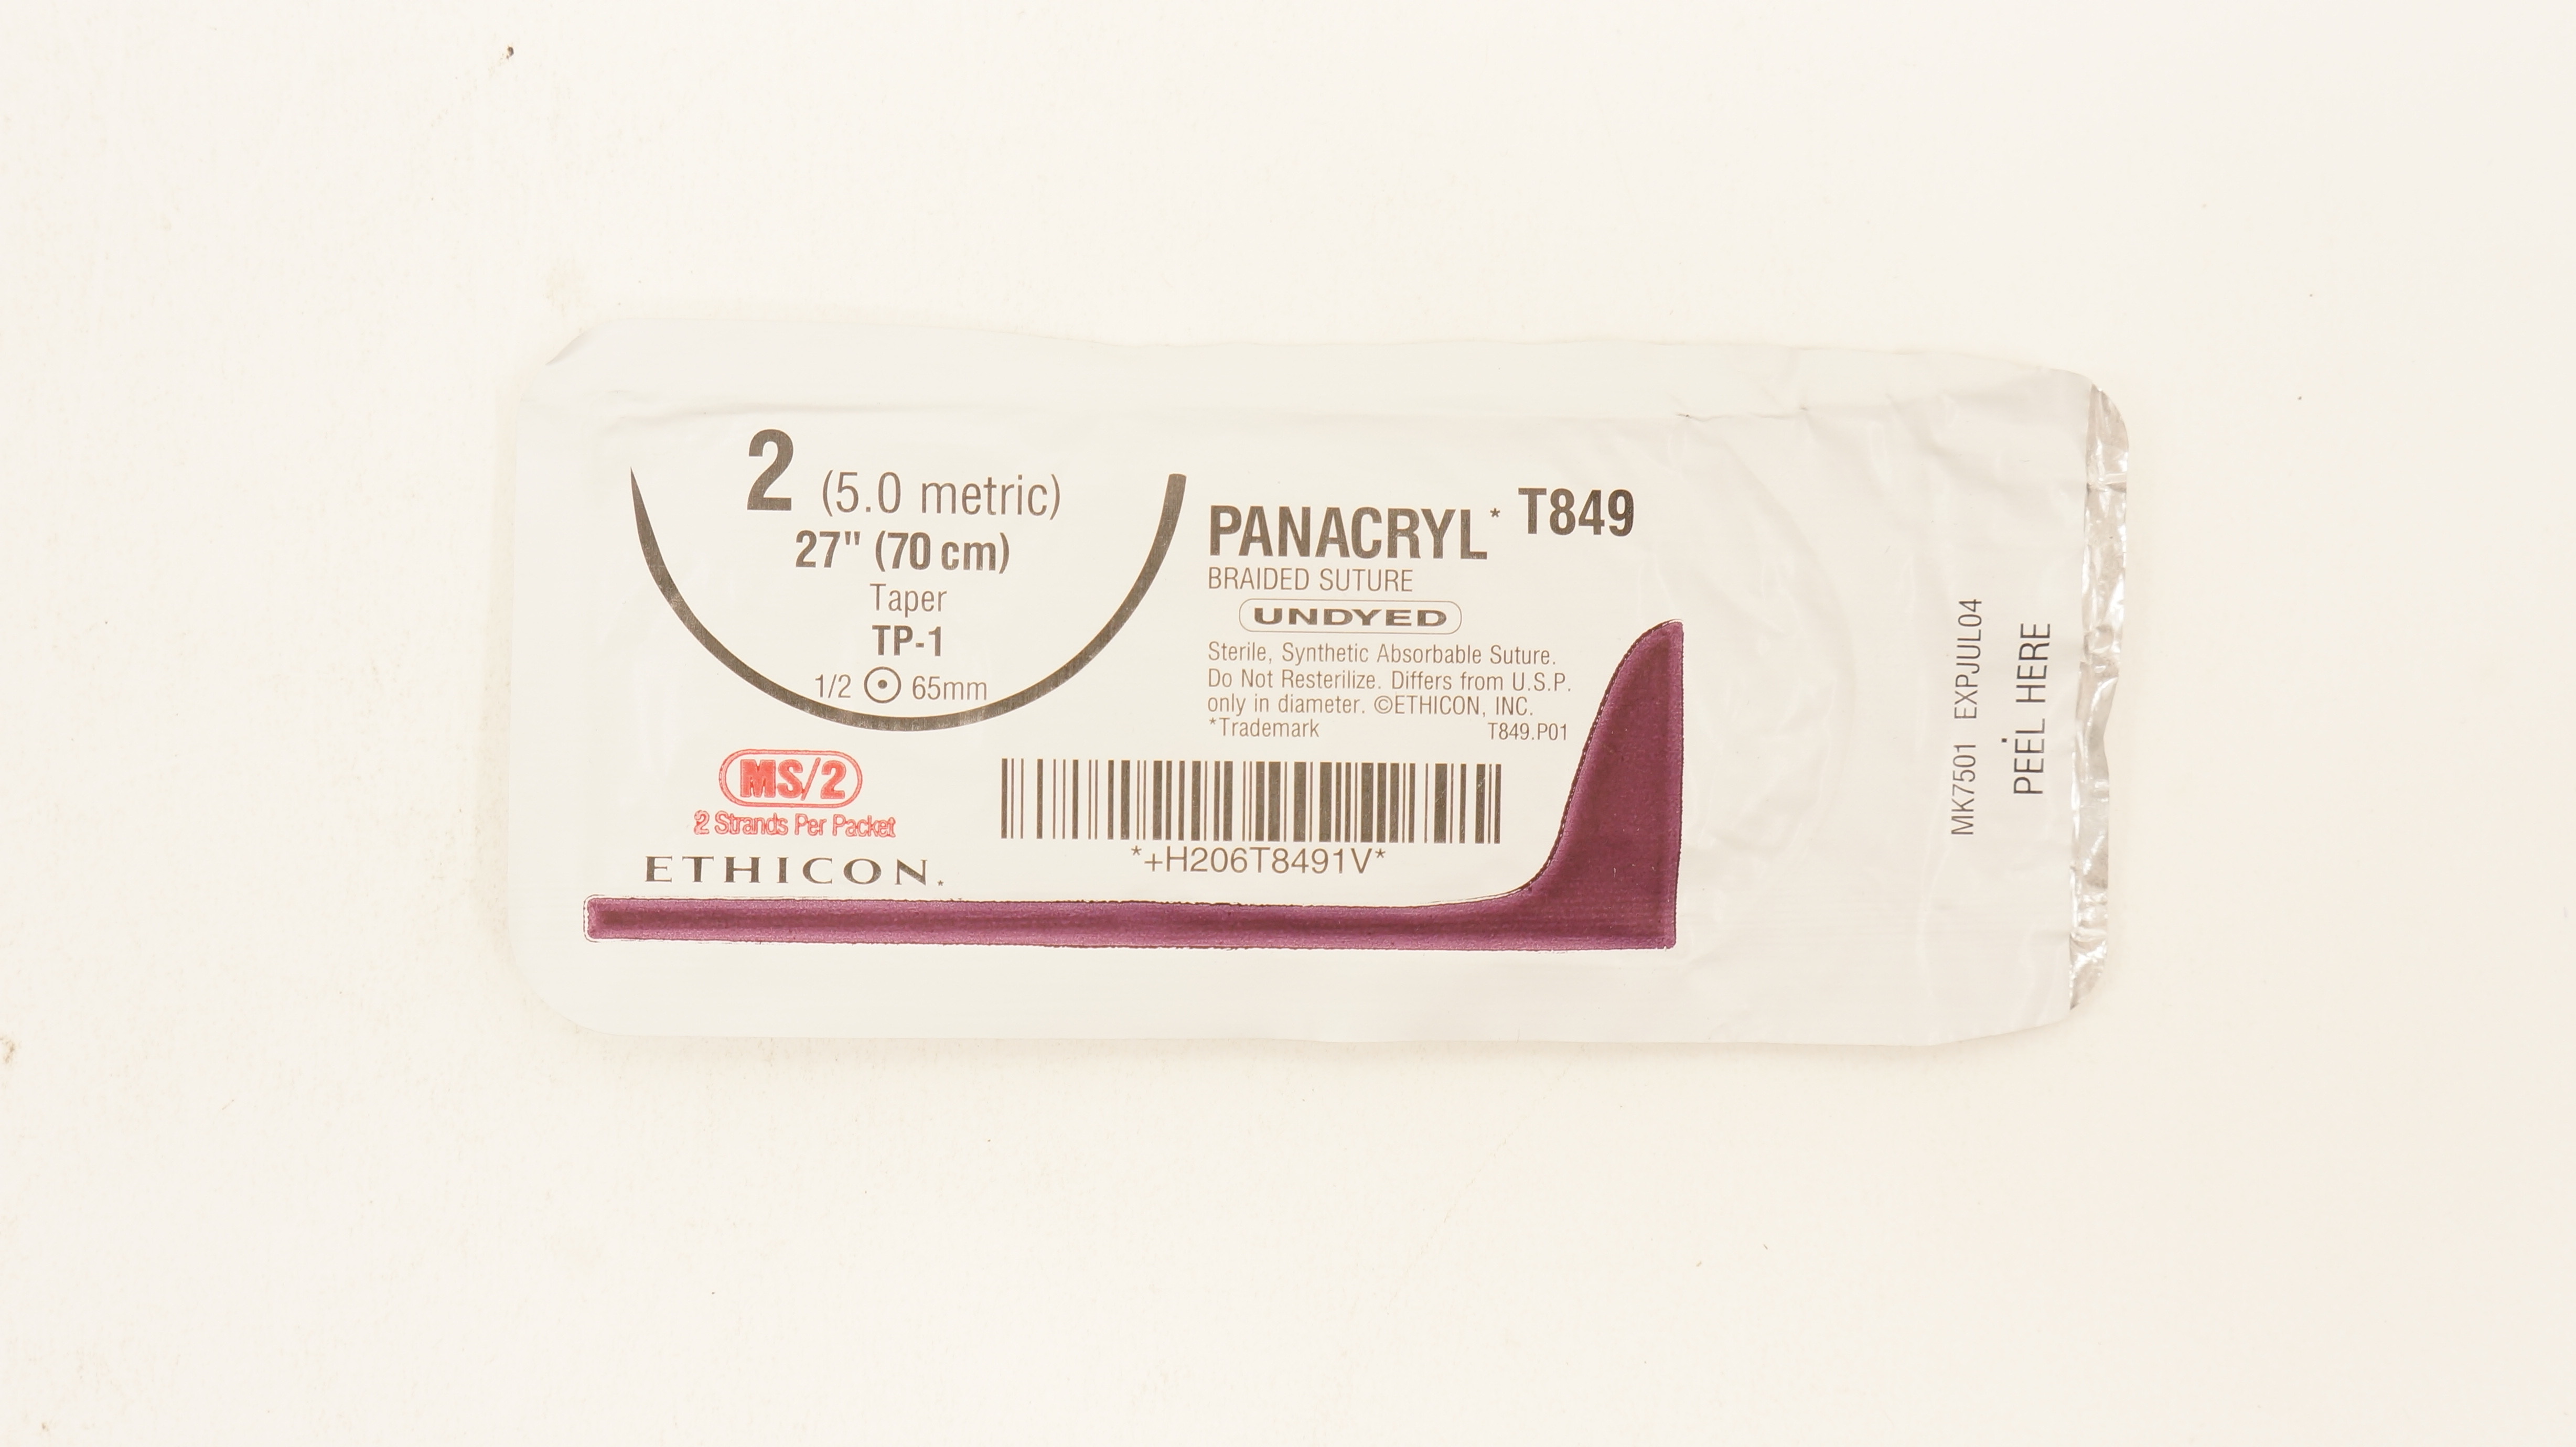 2 (5.0 metric)
27" (70 cm)
Taper
TP-1
1/2 65mm
PANACRYL* T849
BRAIDED SUTURE
UNDYED
Sterile, Synthetic Absorbable Suture.
Do Not Resterilize. Differs from U.S.P.
only in diameter. ©ETHICON, INC.
*Trademark T849.P01
MS/2
2 Strands Per Packet
ETHICON.
*+H206T8491V*
MK7501 EXPJUL04
PEEL HERE